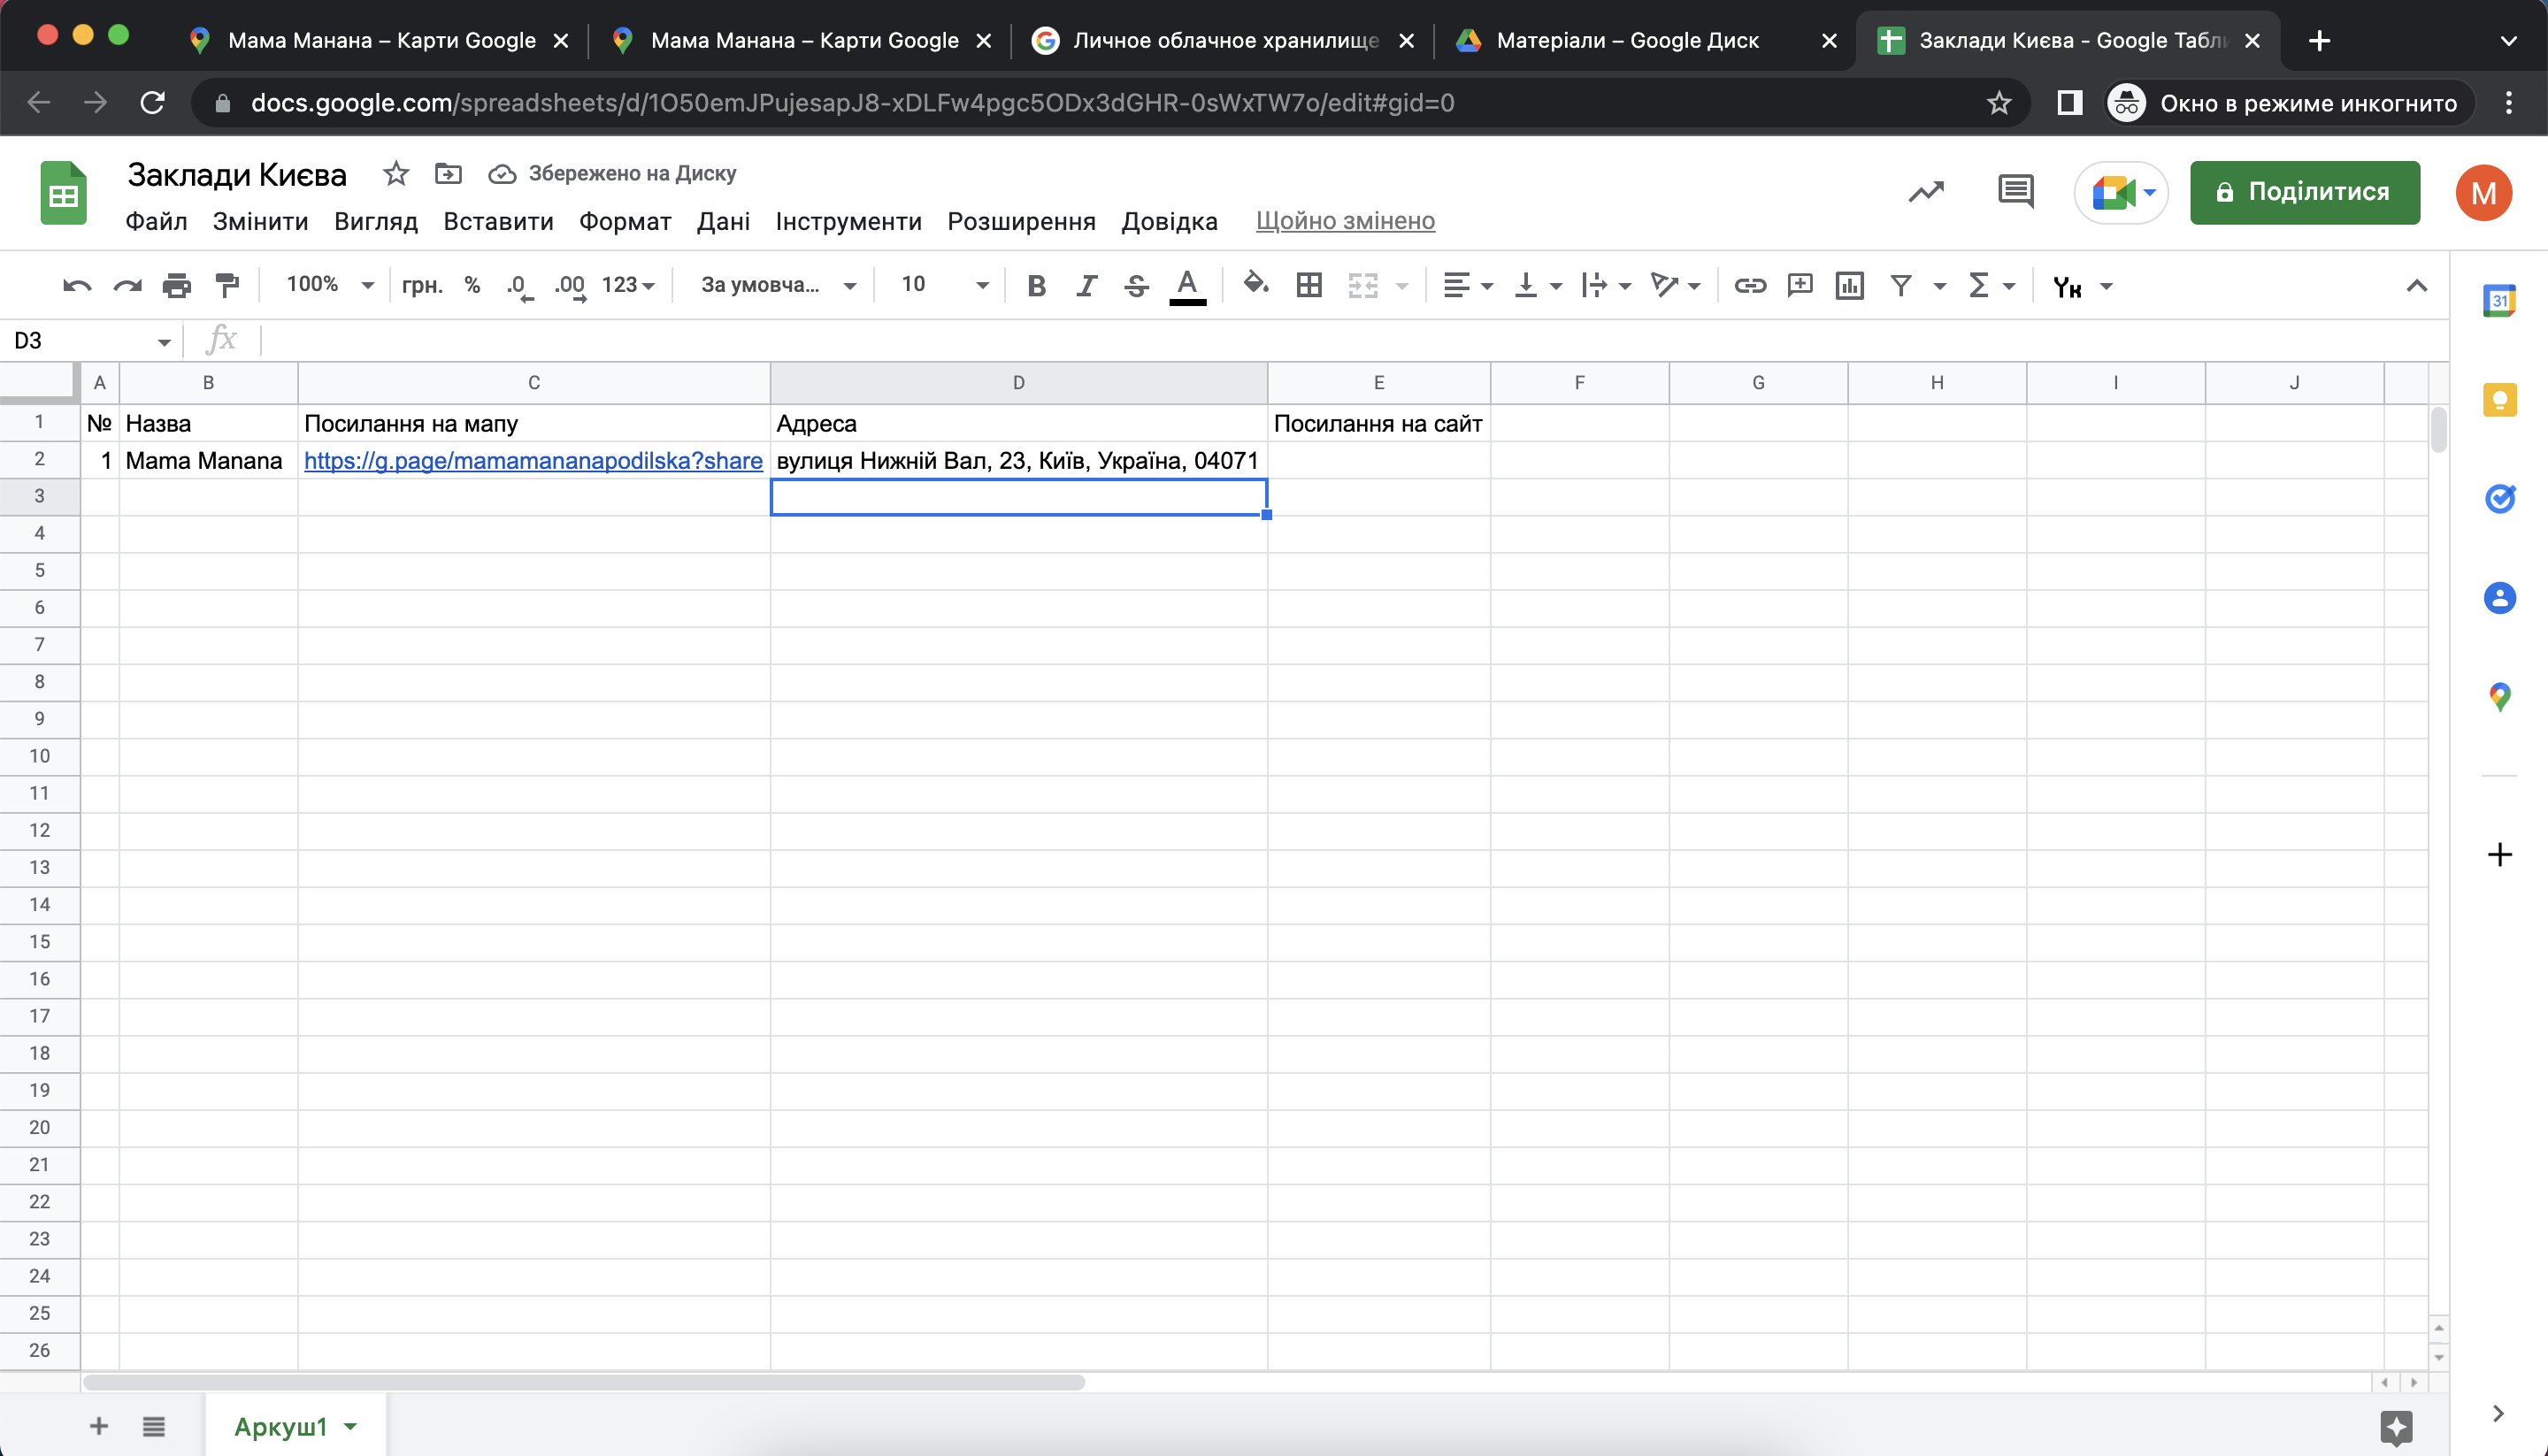 Мама Манана – Карти Google
Мама Манана – Карти Google
Личное облачное хранилище
Матеріали – Google Диск
Заклади Києва - Google Табли
docs.google.com/spreadsheets/d/1O50emJPujesapJ8-xDLFw4pgc5ODx3dGHR-0sWxTW7o/edit#gid=0
Окно в режиме инкогнито
Заклади Києва
Збережено на Диску
Файл Змінити Вигляд Вставити Формат Дані Інструменти Розширення Довідка Щойно змінено
Поділитися
M
100% грн. % .0 .00 123 За умовча... 10 B I S A Σ Үк
31
D3 fx
A B C D E F G H I J
1 № Назва Посилання на мапу Адреса Посилання на сайт
2 1 Mama Manana https://g.page/mamamananapodilska?share вулиця Нижній Вал, 23, Київ, Україна, 04071
3
4
5
6
7
8
9
10
11
12
13
14
15
16
17
18
19
20
21
22
23
24
25
26
Аркуш1